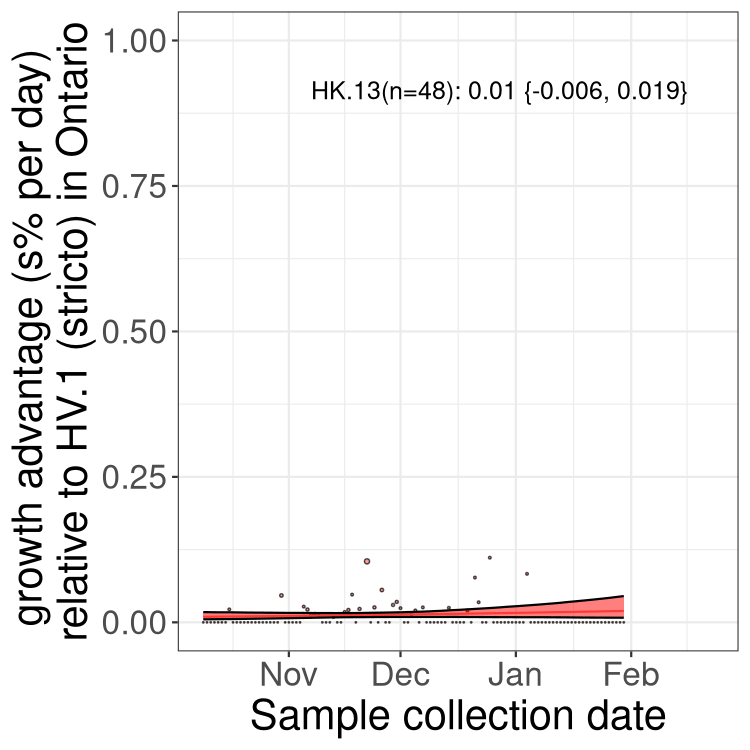 growth advantage (s% per day)
relative to HV.1 (stricto) in Ontario
1.00
0.75
0.50
0.25
0.00
HK.13(n=48): 0.01 {-0.006, 0.019}
Nov Dec Jan Feb
Sample collection date